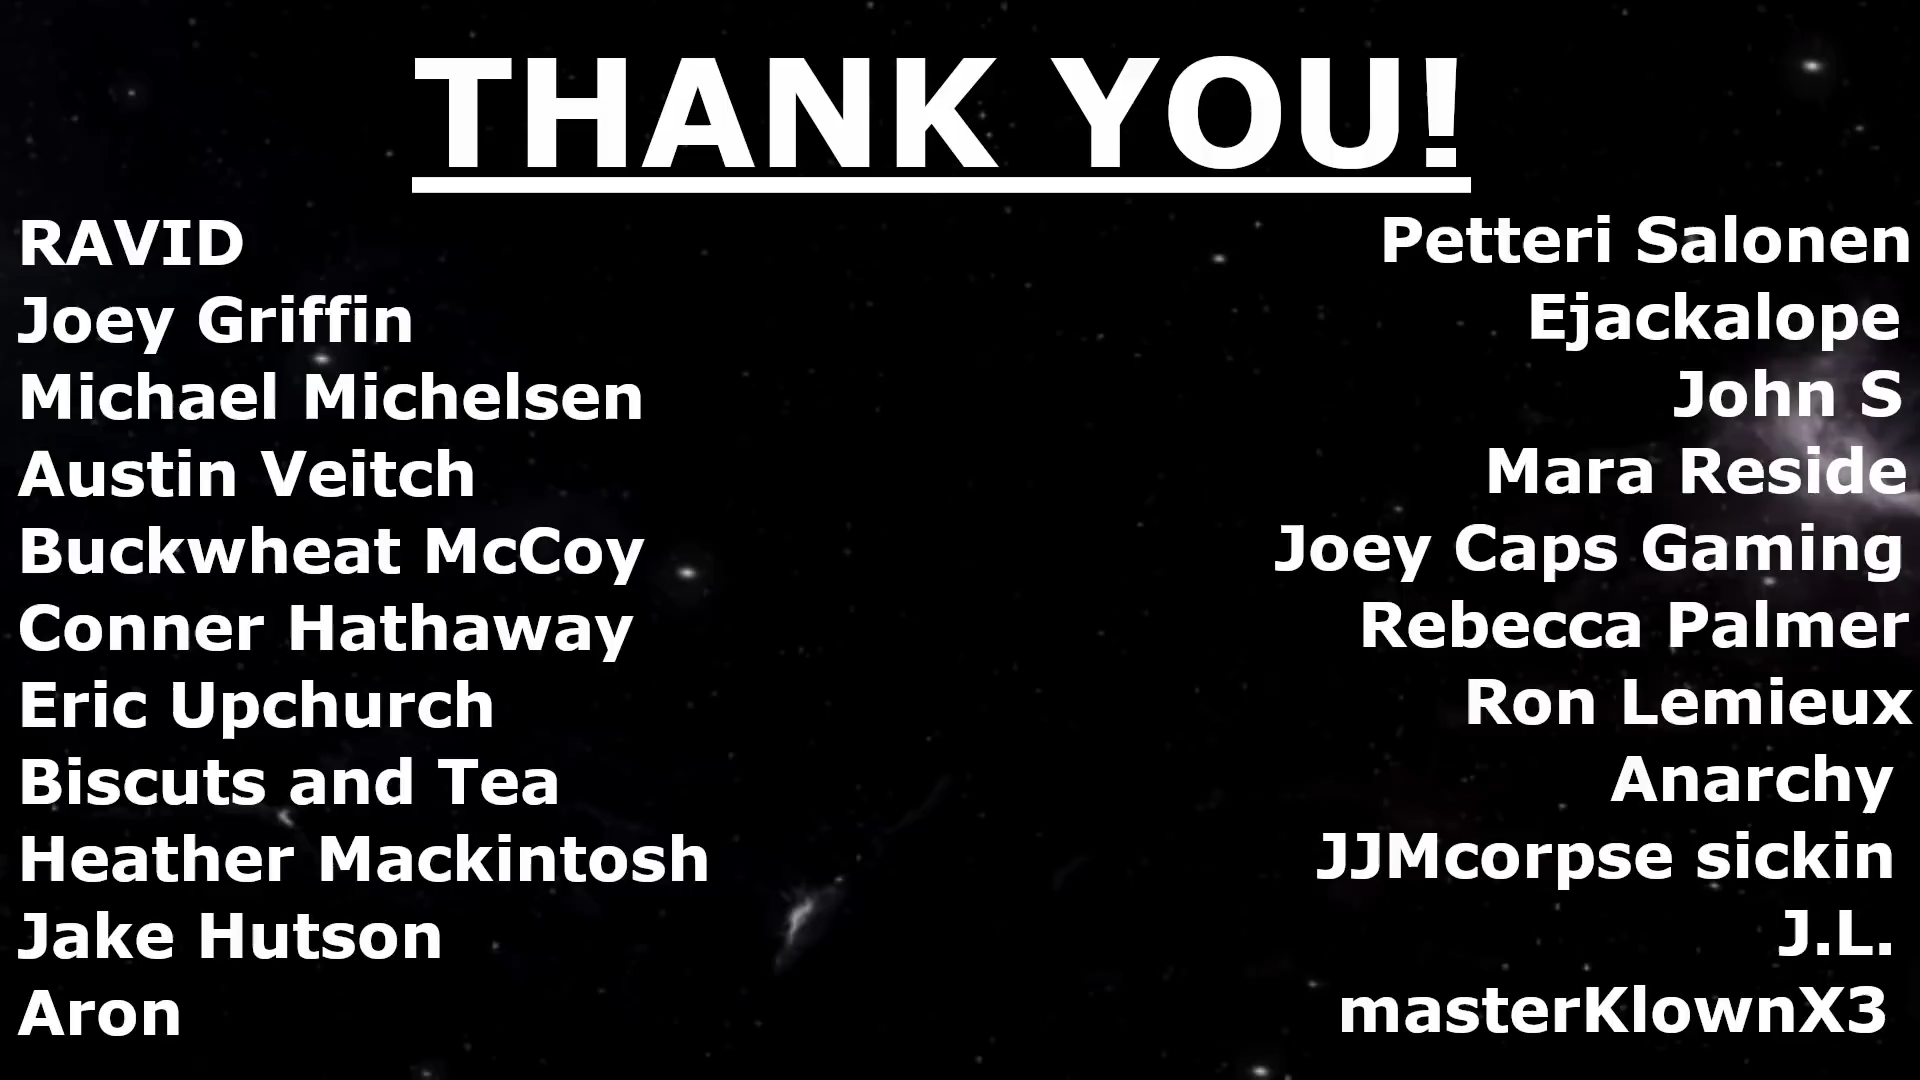 THANK YOU!
RAVID
Joey Griffin
Michael Michelsen
Austin Veitch
Buckwheat McCoy
Conner Hathaway
Eric Upchurch
Biscuts and Tea
Heather Mackintosh
Jake Hutson
Aron
Petteri Salonen
Ejackalope
John S
Mara Reside
Joey Caps Gaming
Rebecca Palmer
Ron Lemieux
Anarchy
JJMcorpse sickin
J.L.
masterKlownX3